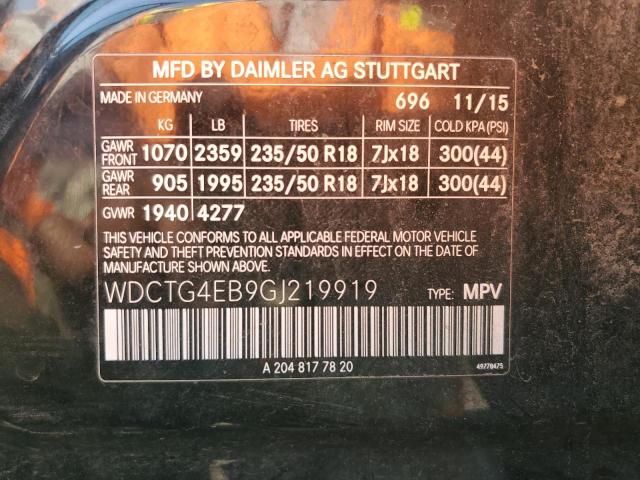 MFD BY DAIMLER AG STUTTGART
MADE IN GERMANY 696 11/15
KG LB TIRES RIM SIZE COLD KPA(PSI)
GAWR FRONT 1070 2359 235/50 R18 7Jx18 300(44)
GAWR REAR 905 1995 235/50 R18 7Jx18 300(44)
GVWR 1940 4277
THIS VEHICLE CONFORMS TO ALL APPLICABLE FEDERAL MOTOR VEHICLE
SAFETY AND THEFT PREVENTION STANDARDS IN EFFECT ON THE DATE
OF MANUFACTURE SHOWN ABOVE.
WDCTG4EB9GJ219919 TYPE: MPV
A 204 817 78 20 49770475